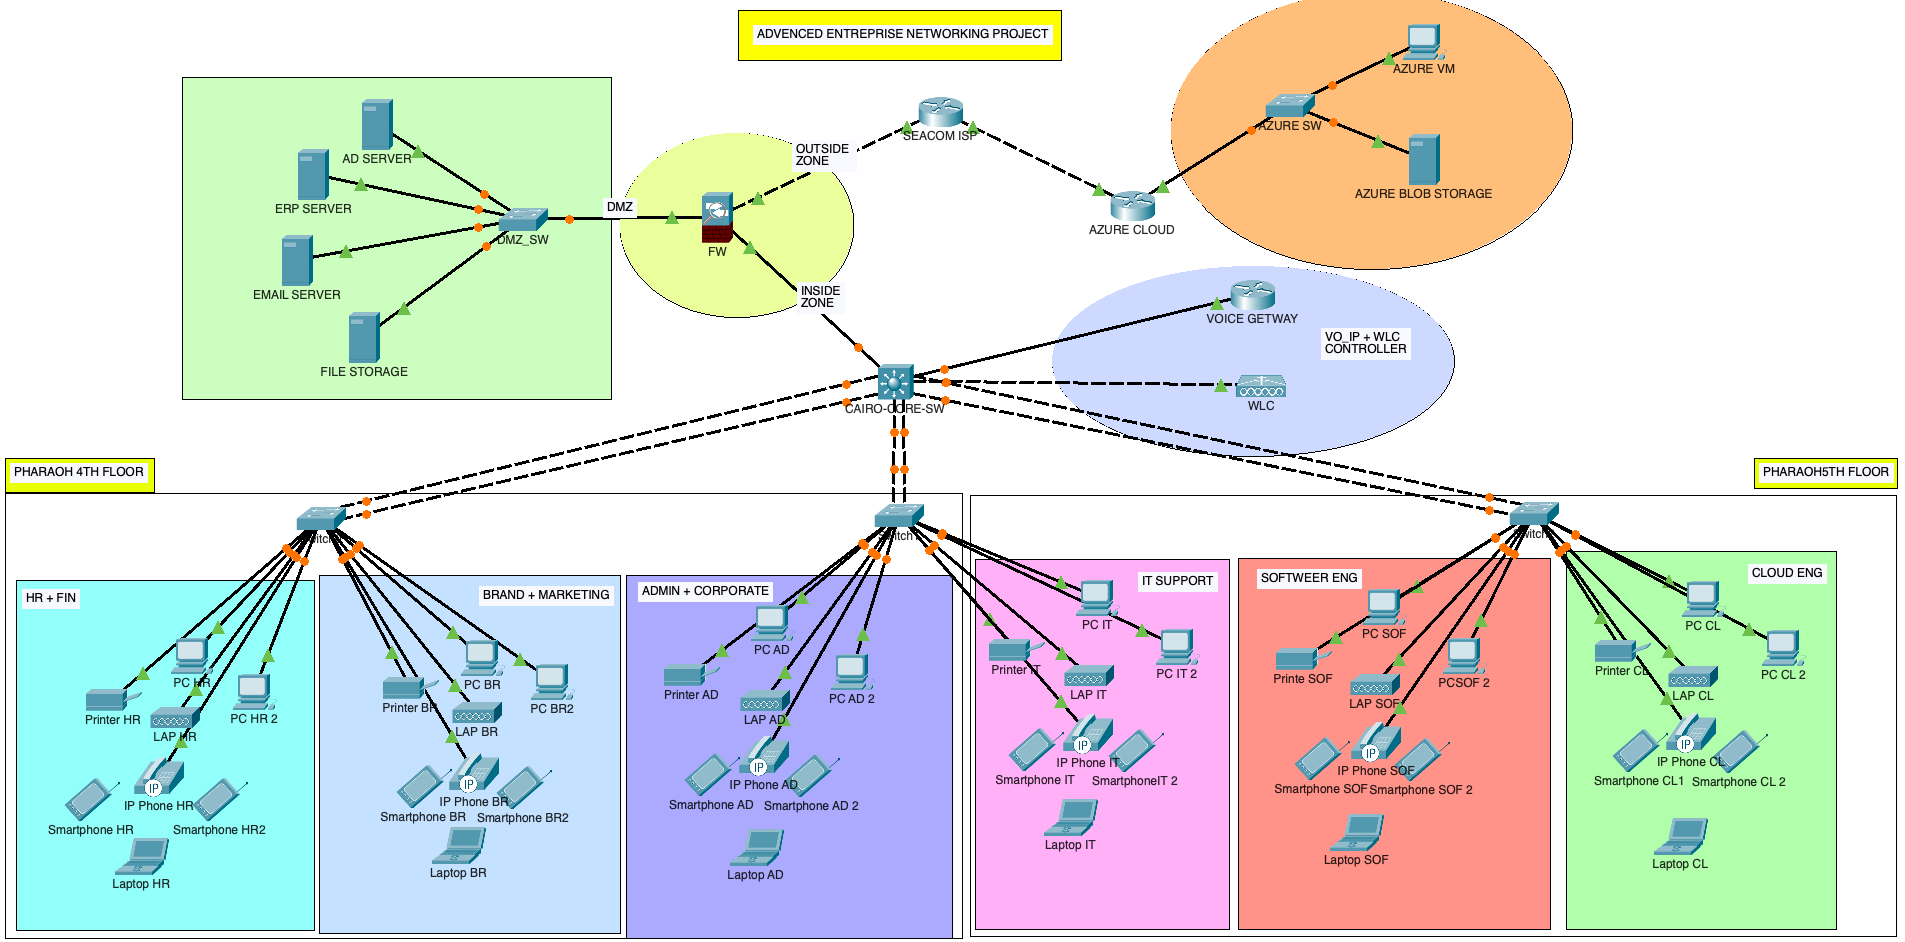 ADVENCED ENTREPRISE NETWORKING PROJECT
AZURE VM
AZURE SW
AZURE BLOB STORAGE
SEACOM ISP
AZURE CLOUD
OUTSIDE
ZONE
AD SERVER
ERP SERVER
EMAIL SERVER
FILE STORAGE
DMZ_SW
DMZ
FW
INSIDE
ZONE
VOICE GETWAY
VO_IP + WLC
CONTROLLER
WLC
CAIRO-CORE-SW
PHARAOH 4TH FLOOR
PHARAOH5TH FLOOR
HR + FIN
PC HR
Printer HR
PC HR 2
LAP HR
IP
IP Phone HR
Smartphone HR
Smartphone HR2
Laptop HR
BRAND + MARKETING
PC BR
Printer BR
PC BR2
LAP BR
IP
IP Phone BR
Smartphone BR
Smartphone BR2
Laptop BR
ADMIN + CORPORATE
PC AD
Printer AD
PC AD 2
LAP AD
IP
IP Phone AD
Smartphone AD
Smartphone AD 2
Laptop AD
IT SUPPORT
PC IT
Printer IT
PC IT 2
LAP IT
IP
IP Phone IT
Smartphone IT
SmartphoneIT 2
Laptop IT
SOFTWEER ENG
PC SOF
Printe SOF
PCSOF 2
LAP SOF
IP
IP Phone SOF
Smartphone SOF
Smartphone SOF 2
Laptop SOF
CLOUD ENG
PC CL
Printer CL
PC CL 2
LAP CL
IP
IP Phone CL
Smartphone CL1
Smartphone CL 2
Laptop CL